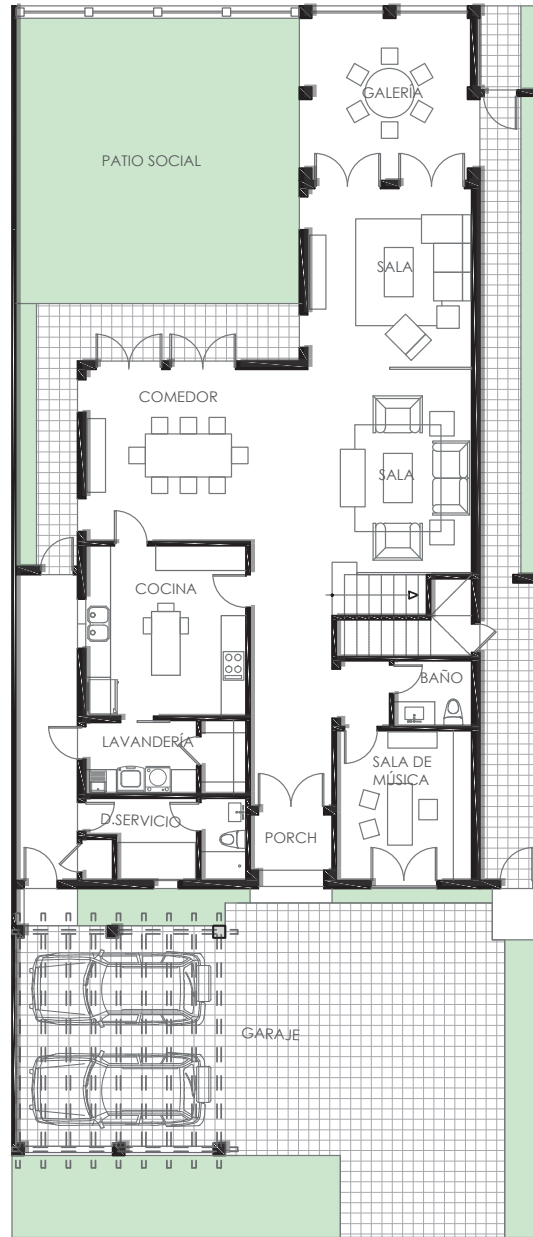 GALERÍA
PATIO SOCIAL
SALA
COMEDOR
SALA
COCINA
BAÑO
LAVANDERÍA
SALA DE
MÚSICA
D.SERVICIO
PORCH
GARAJE